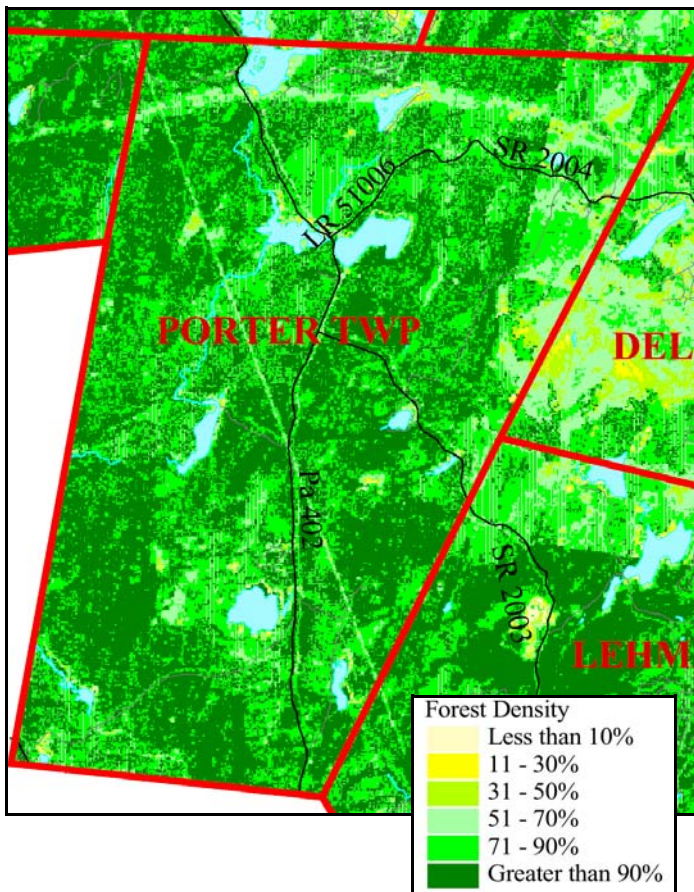 SR 2004
LR 51006
PORTER TWP
DEL
Pa 402
SR 2003
LEHM
Forest Density
Less than 10%
11 - 30%
31 - 50%
51 - 70%
71 - 90%
Greater than 90%